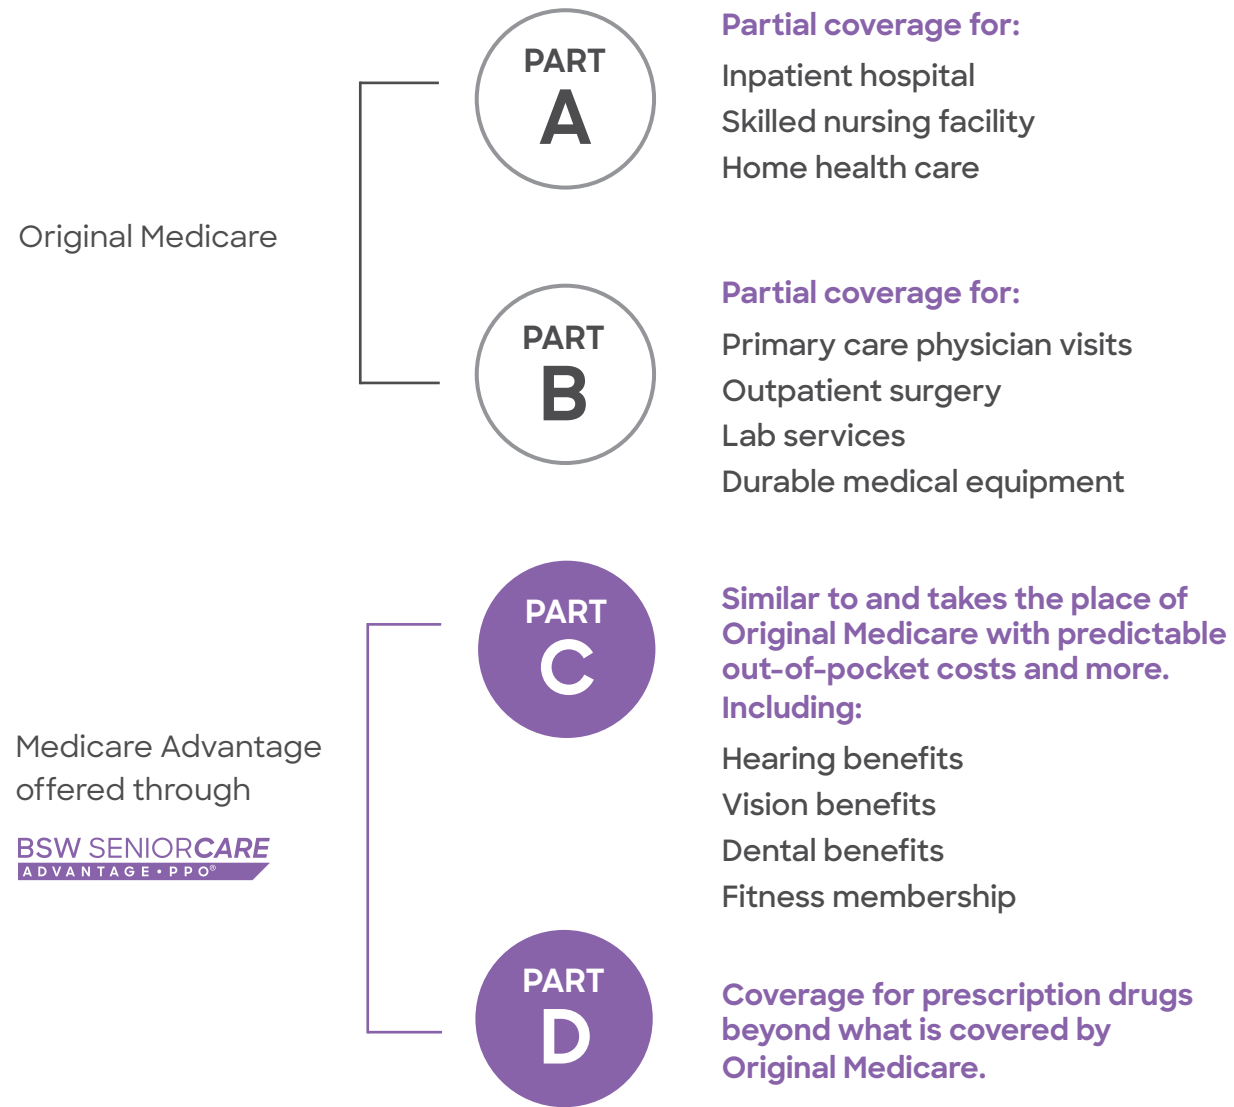 PART
A
Partial coverage for:
Inpatient hospital
Skilled nursing facility
Home health care
Original Medicare
PART
B
Partial coverage for:
Primary care physician visits
Outpatient surgery
Lab services
Durable medical equipment
PART
C
Similar to and takes the place of
Original Medicare with predictable
out-of-pocket costs and more.
Including:
Hearing benefits
Vision benefits
Dental benefits
Fitness membership
Medicare Advantage
offered through
BSW SENIORCARE
ADVANTAGE • PPO®
PART
D
Coverage for prescription drugs
beyond what is covered by
Original Medicare.